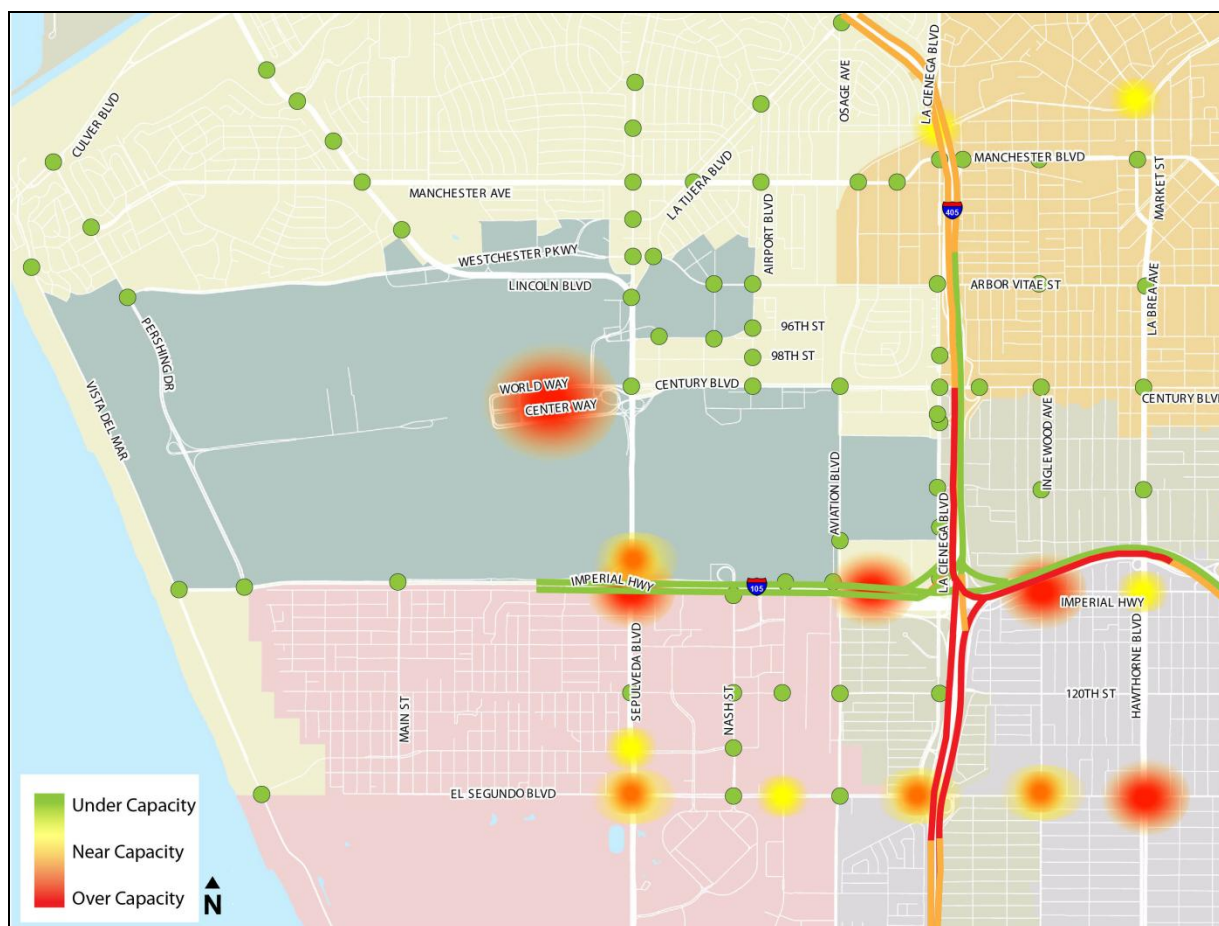 CULVER BLVD
OSAGE AVE
LA CIENEGA BLVD
MANCHESTER BLVD
MANCHESTER AVE
LA TIJERA BLVD
MARKET ST
405
AIRPORT BLVD
WESTCHESTER PKWY
LINCOLN BLVD
ARBOR VITAE ST
LA BREA AVE
PERSHING DR
96TH ST
98TH ST
VISTA DEL MAR
WORLD WAY
CENTURY BLVD
CENTURY BLVD
CENTER WAY
INGLEWOOD AVE
AVIATION BLVD
LA CIENEGA BLVD
IMPERIAL HWY
105
IMPERIAL HWY
SEPULVEDA BLVD
HAWTHORNE BLVD
MAIN ST
NASH ST
120TH ST
EL SEGUNDO BLVD
Under Capacity
Near Capacity
Over Capacity
N